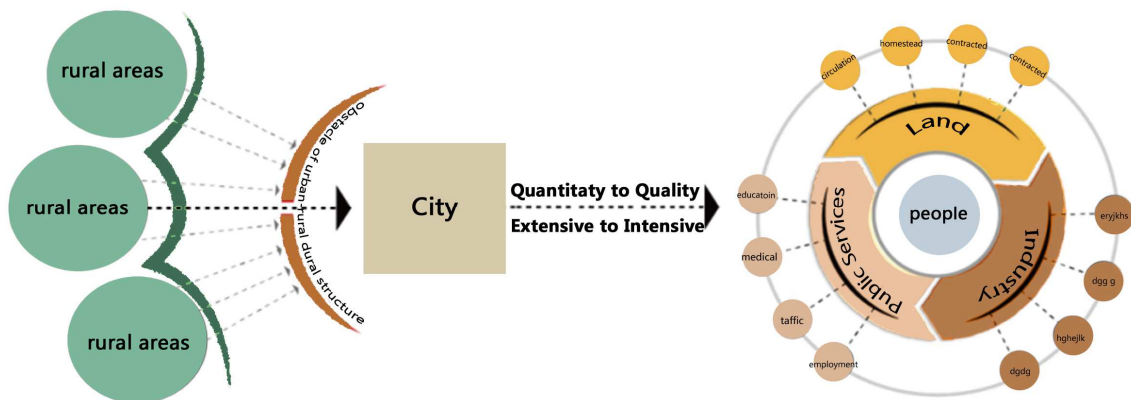 rural areas
rural areas
rural areas
obstacle of urban-rural dural structure
City
Quantitaty to Quality
Extensive to Intensive
circulation
homestead
contracted
contracted
Land
educatoin
medical
taffic
employment
Public Services
people
Industry
eryjkhs
dgg g
hghejlk
dgdg